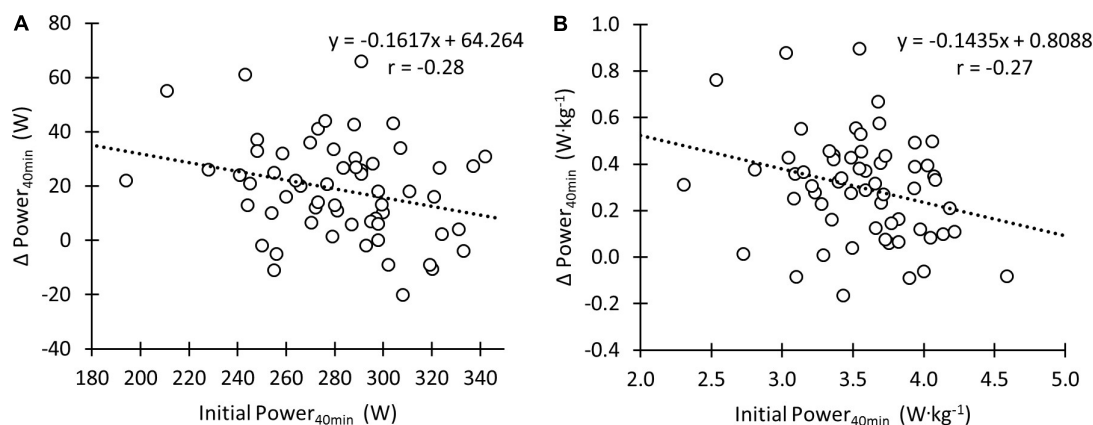 A
y = -0.1617x + 64.264
r = -0.28
80
60
40
20
0
-20
-40
Δ Power40min (W)
180 200 220 240 260 280 300 320 340
Initial Power40min (W)
B
y = -0.1435x + 0.8088
r = -0.27
1.0
0.8
0.6
0.4
0.2
0.0
-0.2
-0.4
Δ Power40min (W·kg-1)
2.0 2.5 3.0 3.5 4.0 4.5 5.0
Initial Power40min (W·kg-1)